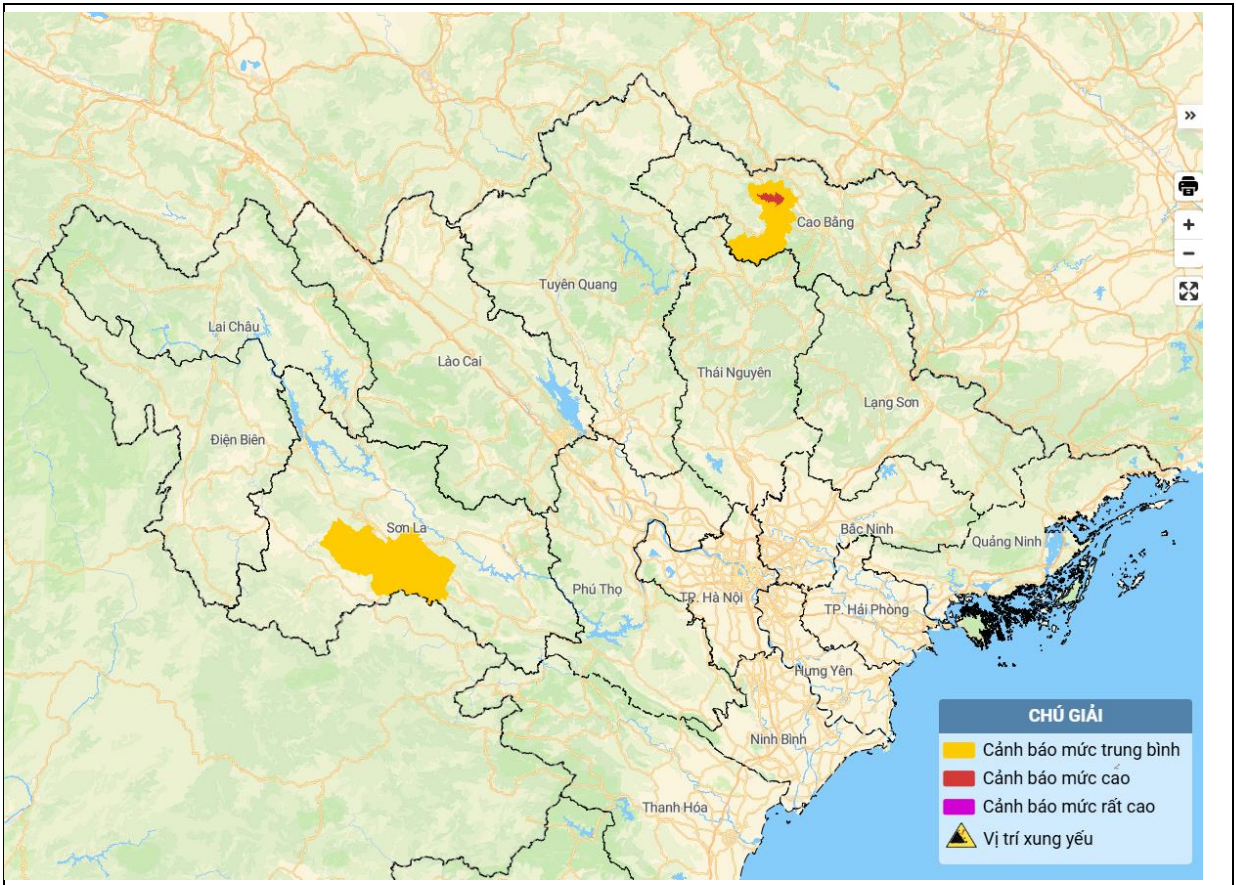 »
Cao Bằng
+
−
Tuyên Quang
Lai Châu
Lào Cai
Thái Nguyên
Lạng Sơn
Điện Biên
Sơn La
Bắc Ninh
Quảng Ninh
Phú Thọ
TP. Hà Nội
TP. Hải Phòng
Hưng Yên
CHÚ GIẢI
Ninh Bình
Cảnh báo mức trung bình
Cảnh báo mức cao
Thanh Hóa
Cảnh báo mức rất cao
Vị trí xung yếu